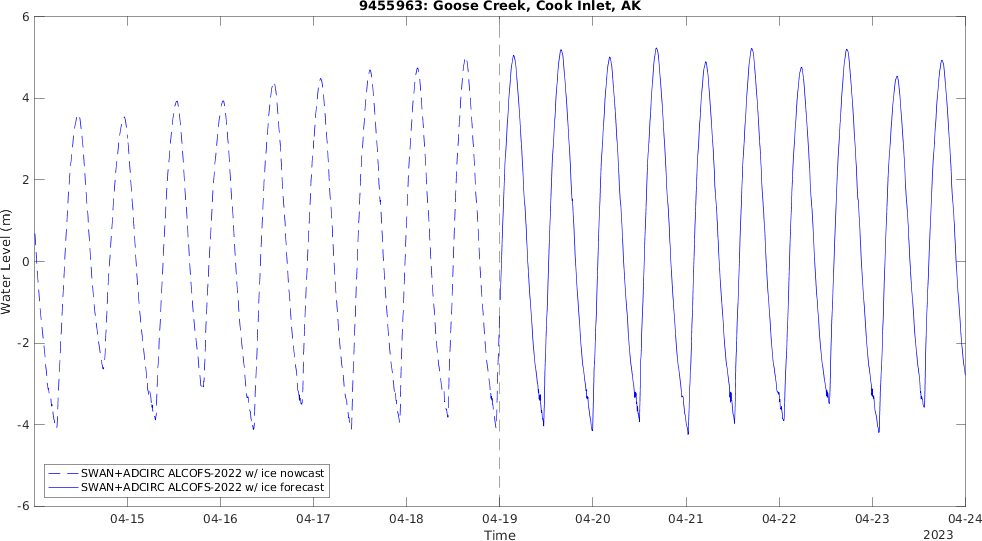 9455963: Goose Creek, Cook Inlet, AK
6
4
2
0
-2
-4
-6
Water Level (m)
SWAN+ADCIRC ALCOFS-2022 w/ ice nowcast
SWAN+ADCIRC ALCOFS-2022 w/ ice forecast
04-15 04-16 04-17 04-18 04-19 04-20 04-21 04-22 04-23 04-24
Time
2023